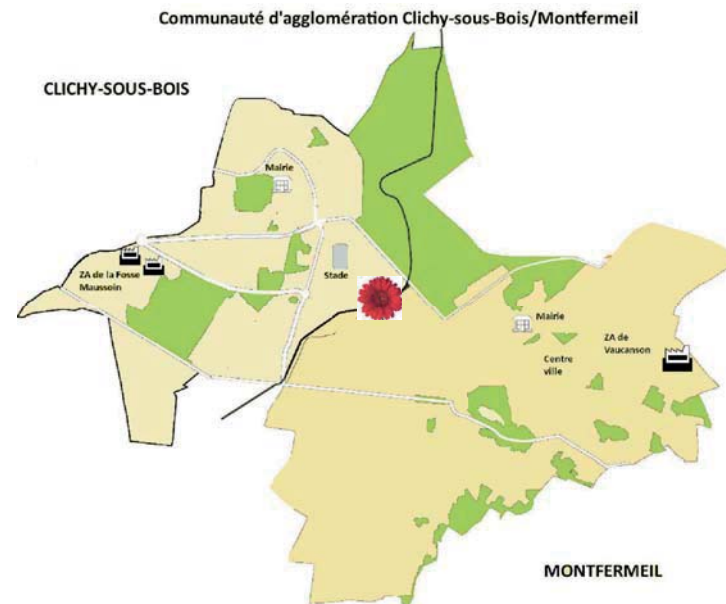 Communauté d'agglomération Clichy-sous-Bois/Montfermeil
CLICHY-SOUS-BOIS
Mairie
ZA de la Fosse
Maussoin
Stade
Mairie
Centre
ville
ZA de
Vaucanson
MONTFERMEIL